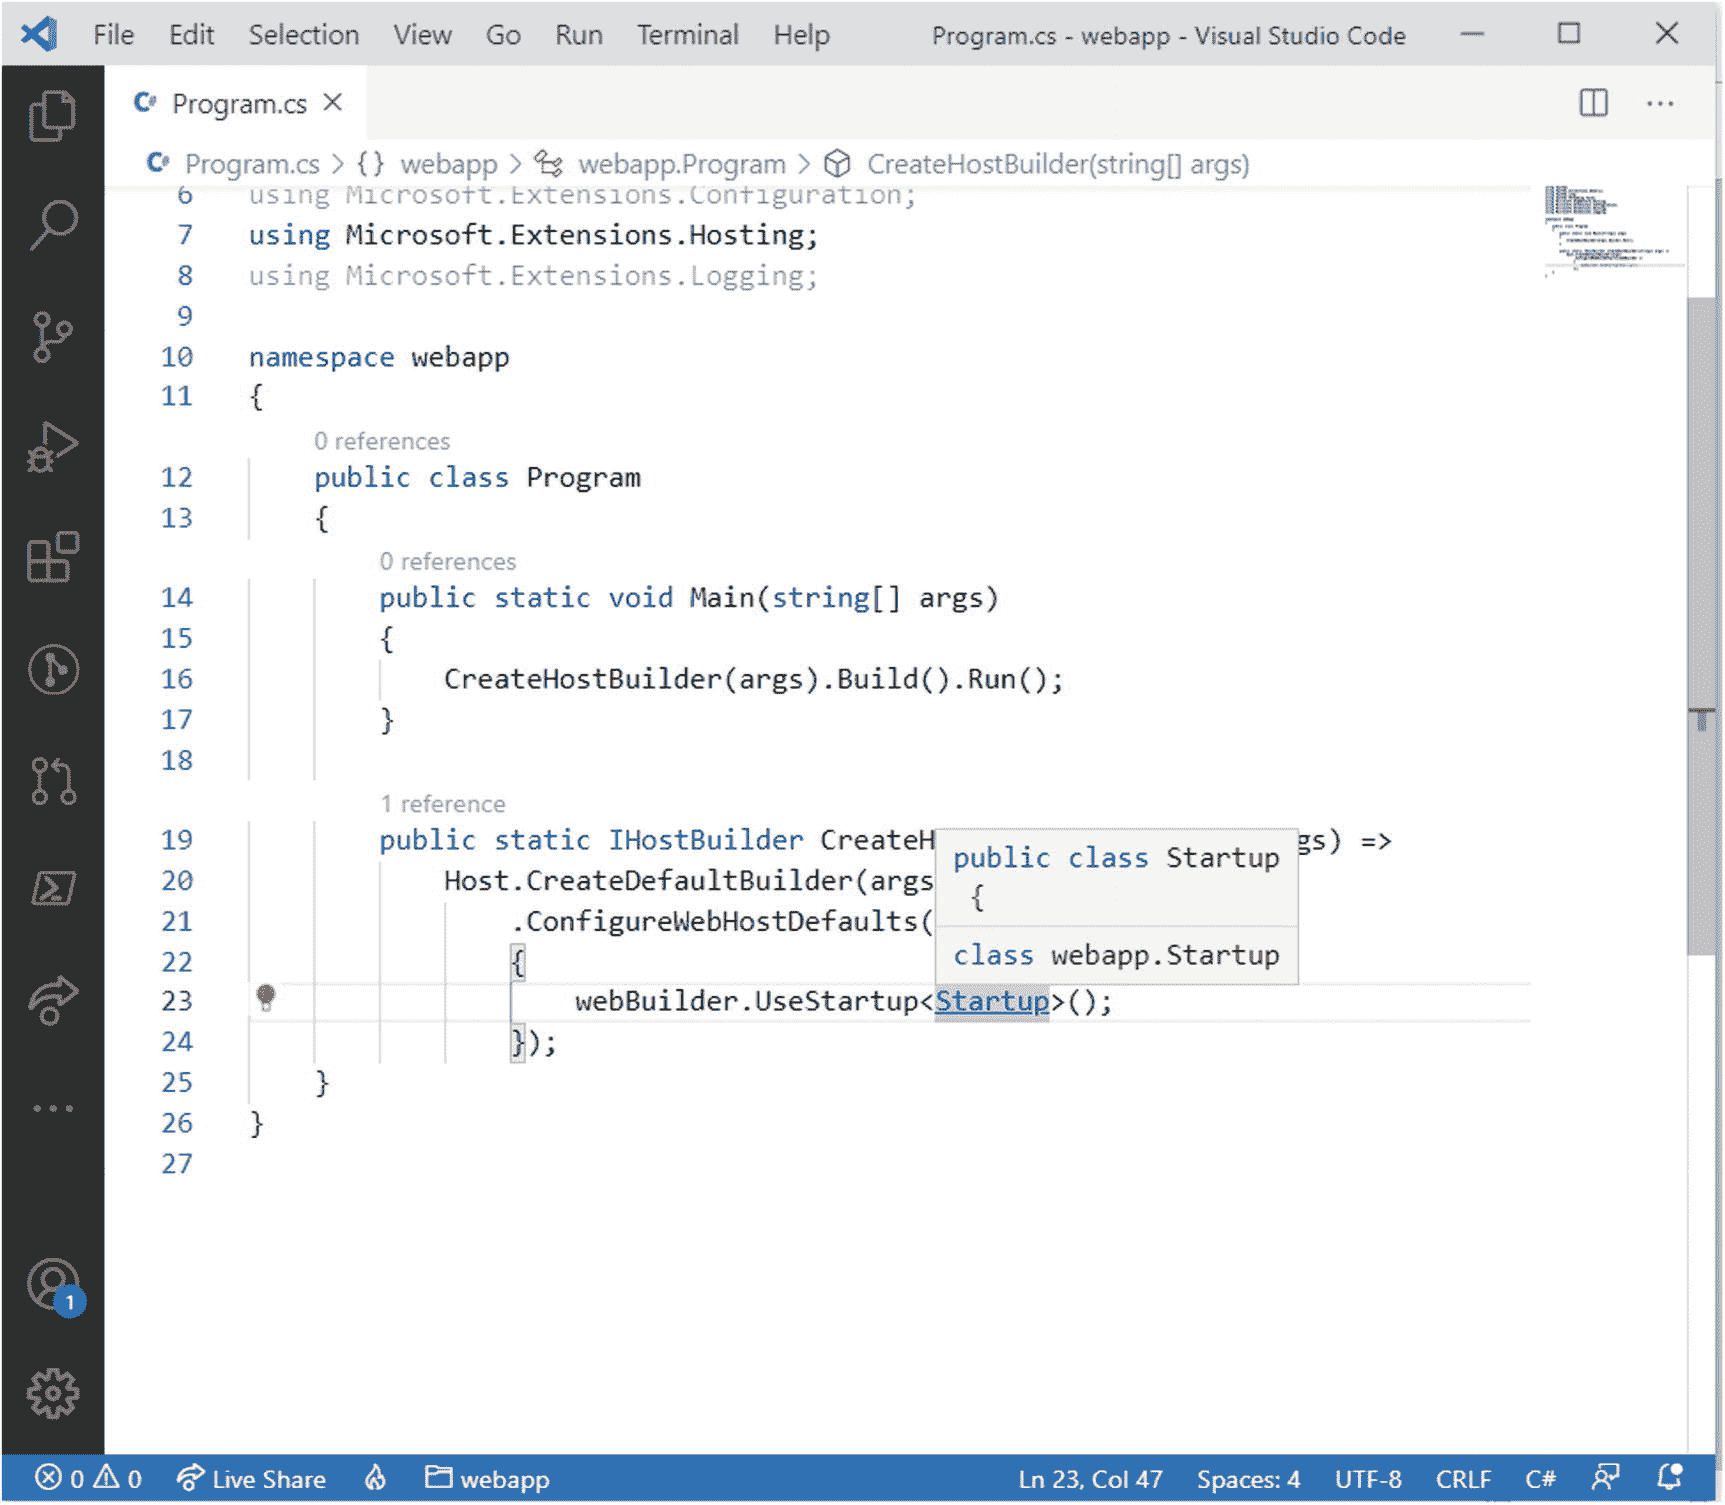 File Edit Selection View Go Run Terminal Help Program.cs - webapp - Visual Studio Code
Program.cs
Program.cs > {} webapp > webapp.Program > CreateHostBuilder(string[] args)
6 using Microsoft.Extensions.Configuration;
7 using Microsoft.Extensions.Hosting;
8 using Microsoft.Extensions.Logging;
9
10 namespace webapp
11 {
0 references
12 public class Program
13 {
0 references
14 public static void Main(string[] args)
15 {
16 CreateHostBuilder(args).Build().Run();
17 }
18
1 reference
19 public static IHostBuilder CreateH gs) =>
20 Host.CreateDefaultBuilder(args
21 .ConfigureWebHostDefaults(
22 {
public class Startup
{
class webapp.Startup
23 webBuilder.UseStartup<Startup>();
24 });
25 }
26 }
27
1
0 0 Live Share webapp Ln 23, Col 47 Spaces: 4 UTF-8 CRLF C#